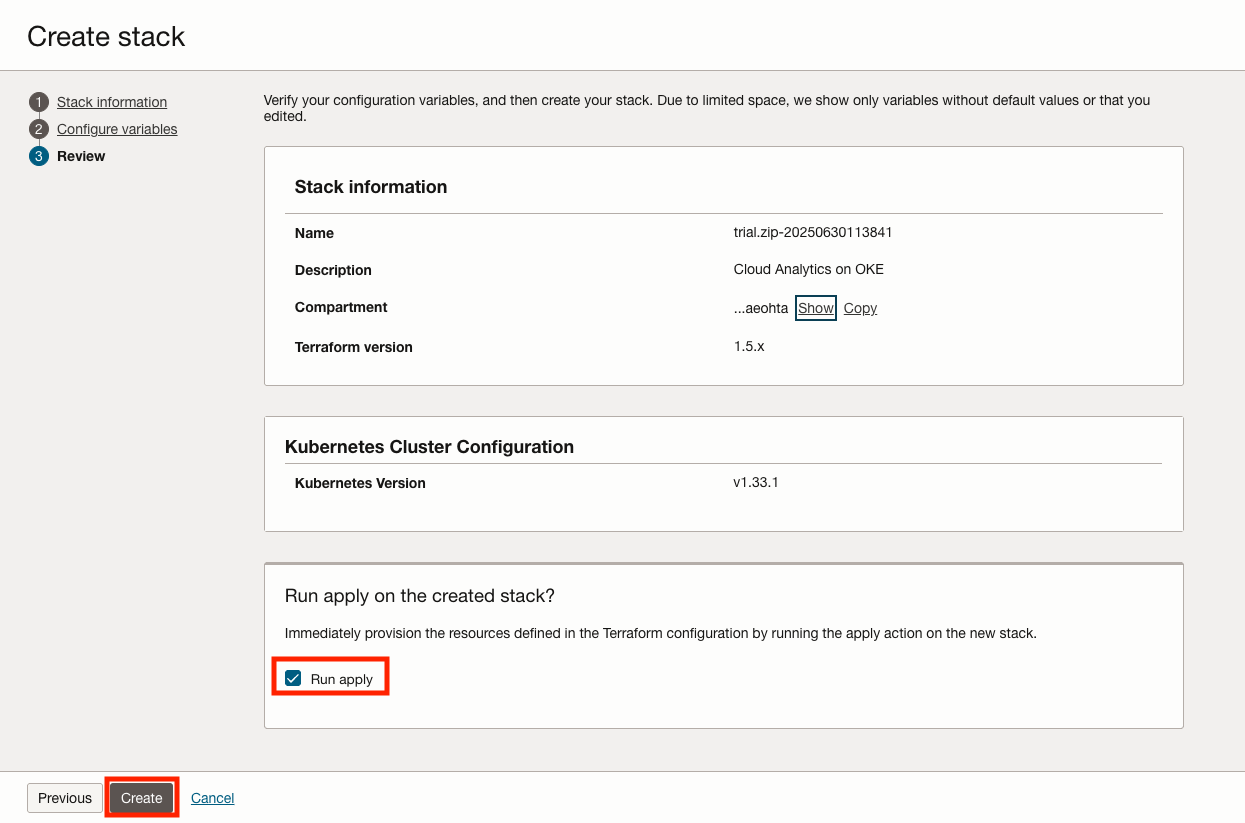 Create stack
1 Stack information
2 Configure variables
3 Review
Verify your configuration variables, and then create your stack. Due to limited space, we show only variables without default values or that you
edited.
Stack information
Name trial.zip-20250630113841
Description Cloud Analytics on OKE
Compartment ...aeohta Show Copy
Terraform version 1.5.x
Kubernetes Cluster Configuration
Kubernetes Version v1.33.1
Run apply on the created stack?
Immediately provision the resources defined in the Terraform configuration by running the apply action on the new stack.
Run apply
Previous Create Cancel